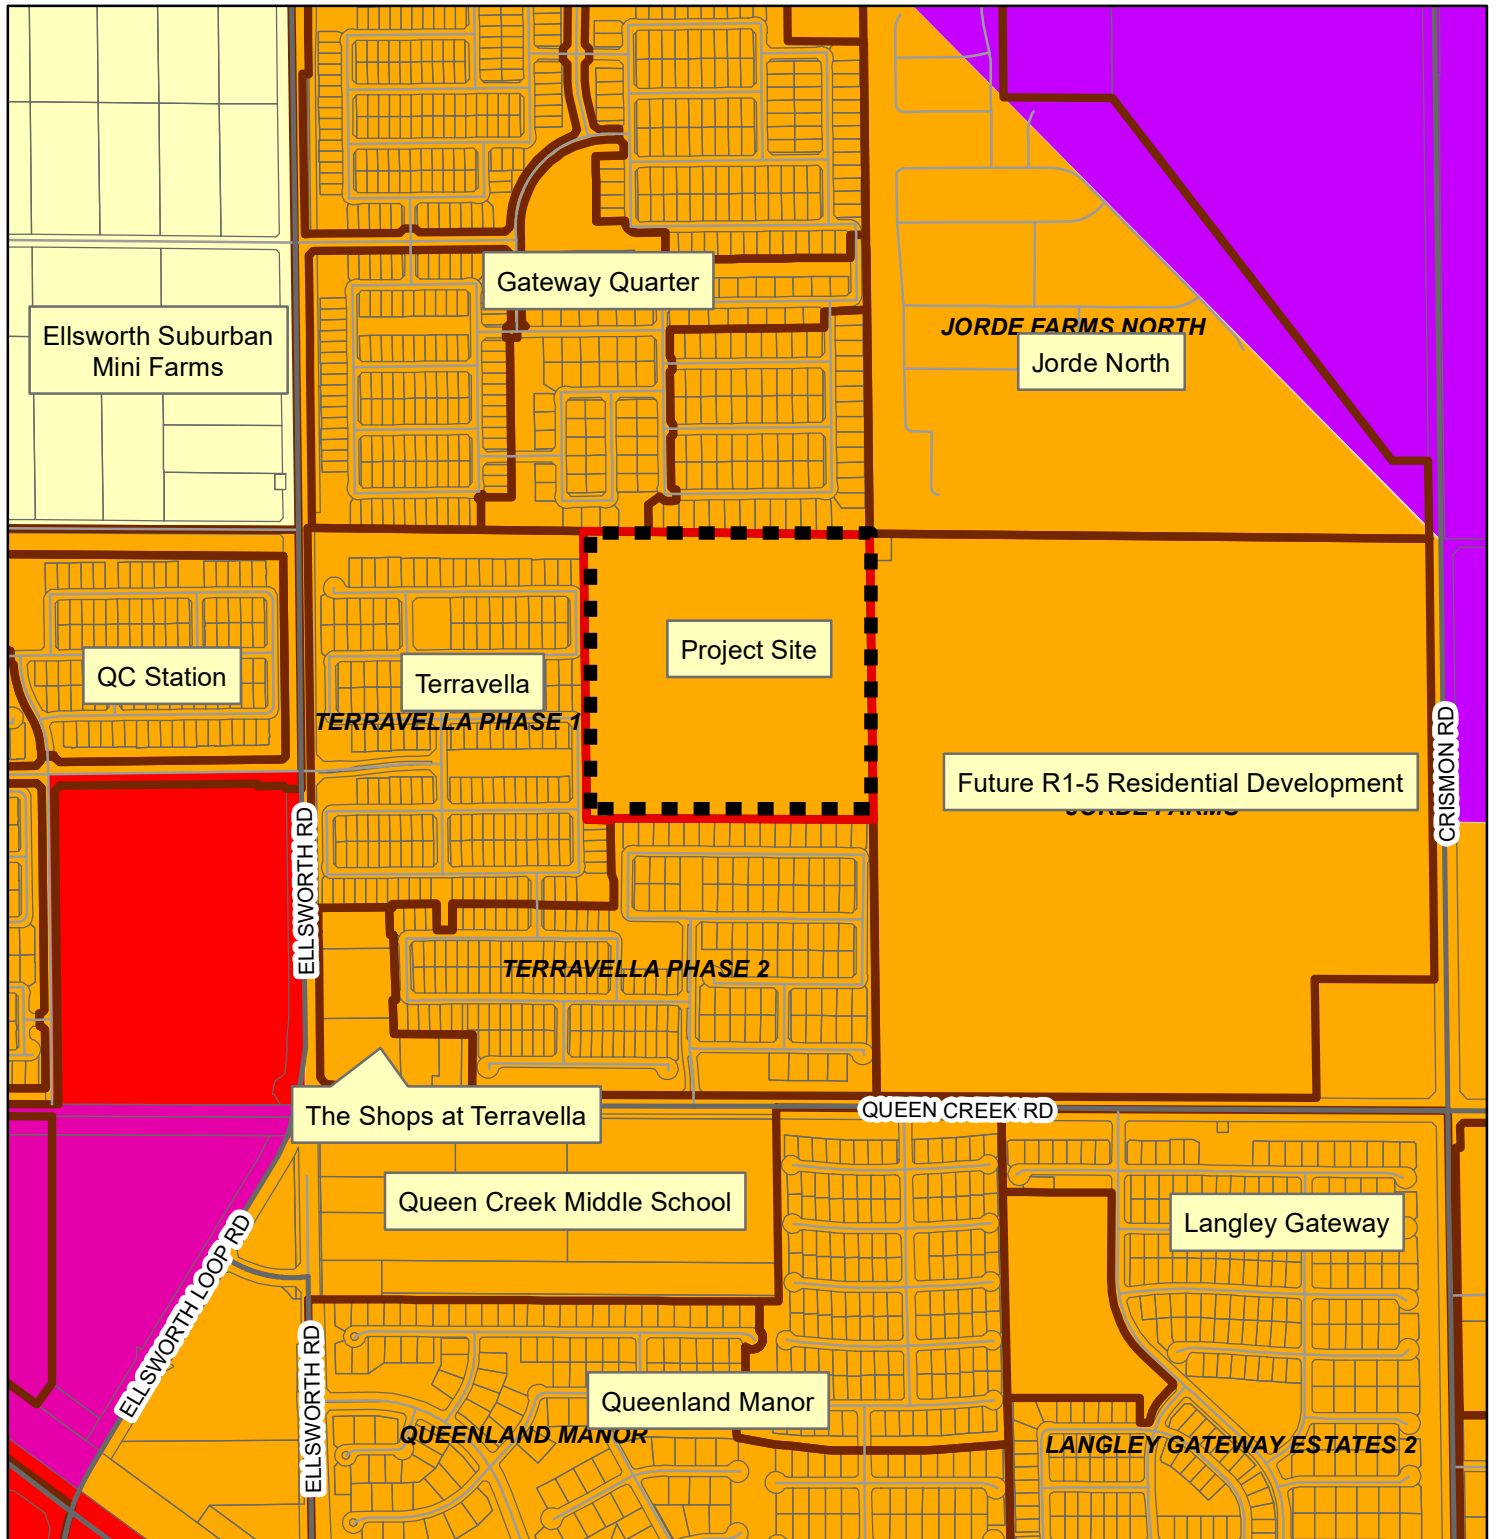 Gateway Quarter
Ellsworth Suburban
Mini Farms
JORDE FARMS NORTH
Jorde North
Project Site
QC Station
Terravella
TERRAVELLA PHASE 1
Future R1-5 Residential Development
JORDE FARMS
CRISMON RD
ELLSWORTH RD
TERRAVELLA PHASE 2
The Shops at Terravella
QUEEN CREEK RD
Queen Creek Middle School
Langley Gateway
ELLSWORTH LOOP RD
ELLSWORTH RD
Queenland Manor
QUEENLAND MANOR
LANGLEY GATEWAY ESTATES 2